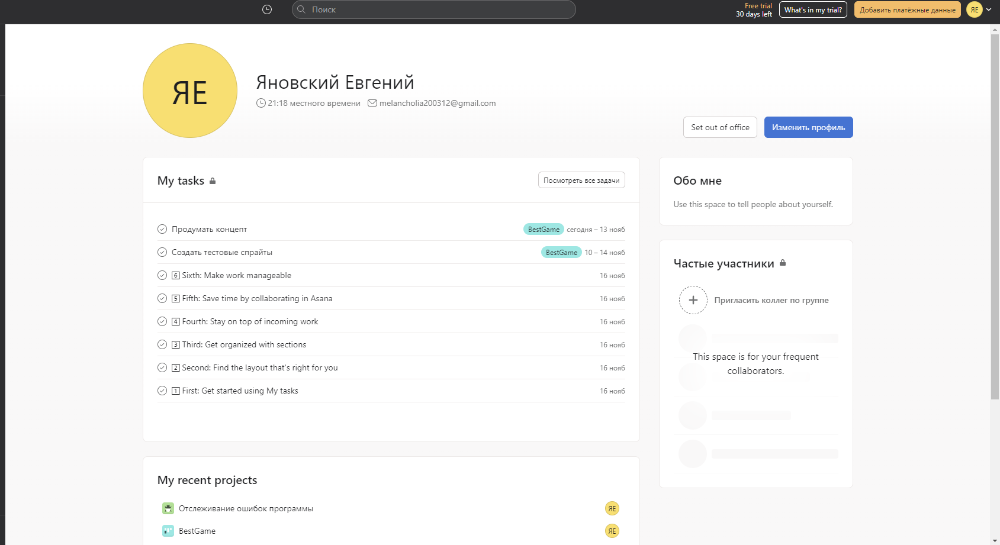 Поиск
Free trial
30 days left
What's in my trial?
Добавить платёжные данные
ЯЕ
ЯЕ
Яновский Евгений
21:18 местного времени melancholia200312@gmail.com
Set out of office
Изменить профиль
My tasks
Посмотреть все задачи
Продумать концепт BestGame сегодня – 13 нояб
Создать тестовые спрайты BestGame 10 – 14 нояб
6 Sixth: Make work manageable 16 нояб
5 Fifth: Save time by collaborating in Asana 16 нояб
4 Fourth: Stay on top of incoming work 16 нояб
3 Third: Get organized with sections 16 нояб
2 Second: Find the layout that's right for you 16 нояб
1 First: Get started using My tasks 16 нояб
My recent projects
Отслеживание ошибок программы ЯЕ
BestGame ЯЕ
Обо мне
Use this space to tell people about yourself.
Частые участники
Пригласить коллег по группе
This space is for your frequent
collaborators.